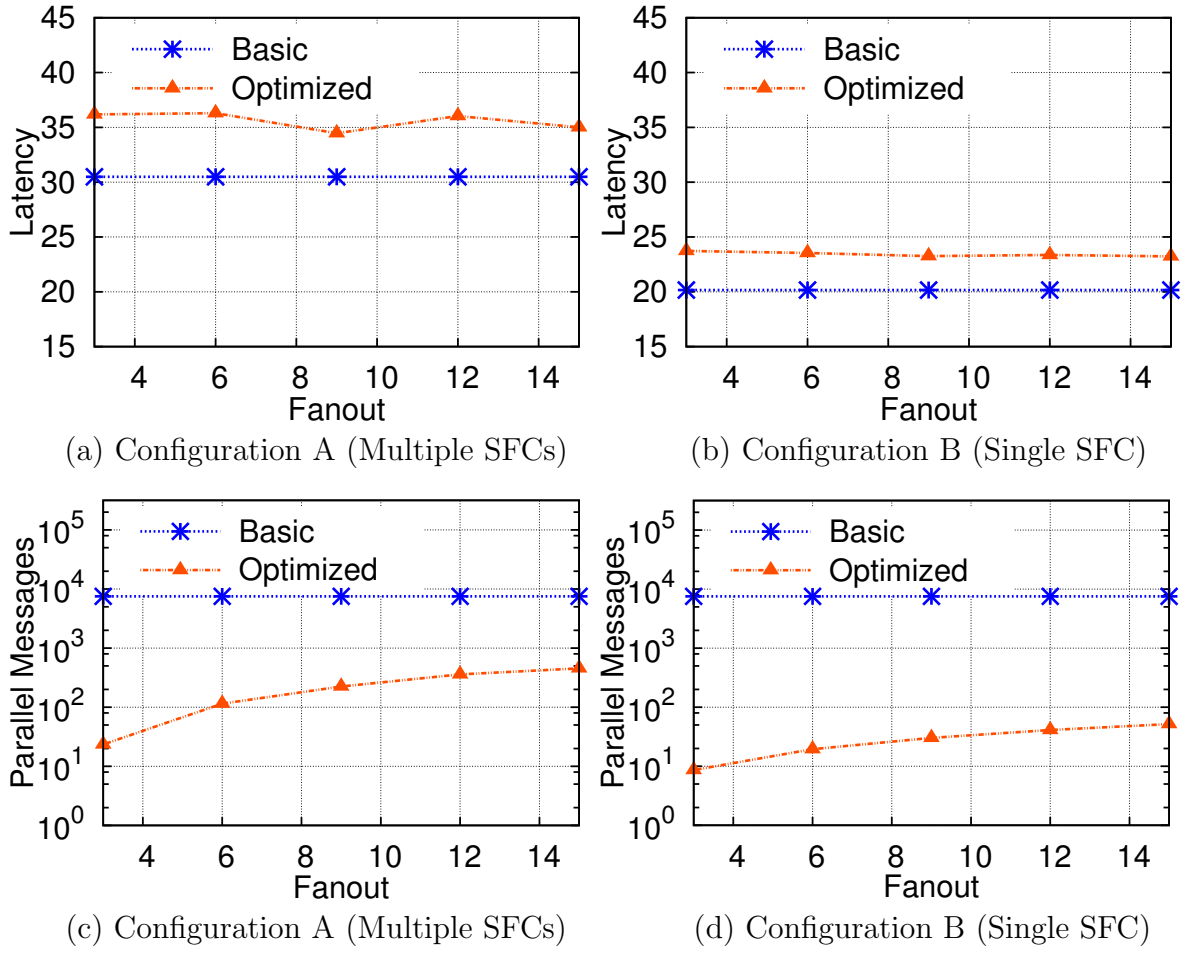 45
40
35
30
25
20
15
Latency
Basic
Optimized
4 6 8 10 12 14
Fanout
(a) Configuration A (Multiple SFCs)
45
40
35
30
25
20
15
Latency
Basic
Optimized
4 6 8 10 12 14
Fanout
(b) Configuration B (Single SFC)
10^5
10^4
10^3
10^2
10^1
10^0
Parallel Messages
Basic
Optimized
4 6 8 10 12 14
Fanout
(c) Configuration A (Multiple SFCs)
10^5
10^4
10^3
10^2
10^1
10^0
Parallel Messages
Basic
Optimized
4 6 8 10 12 14
Fanout
(d) Configuration B (Single SFC)